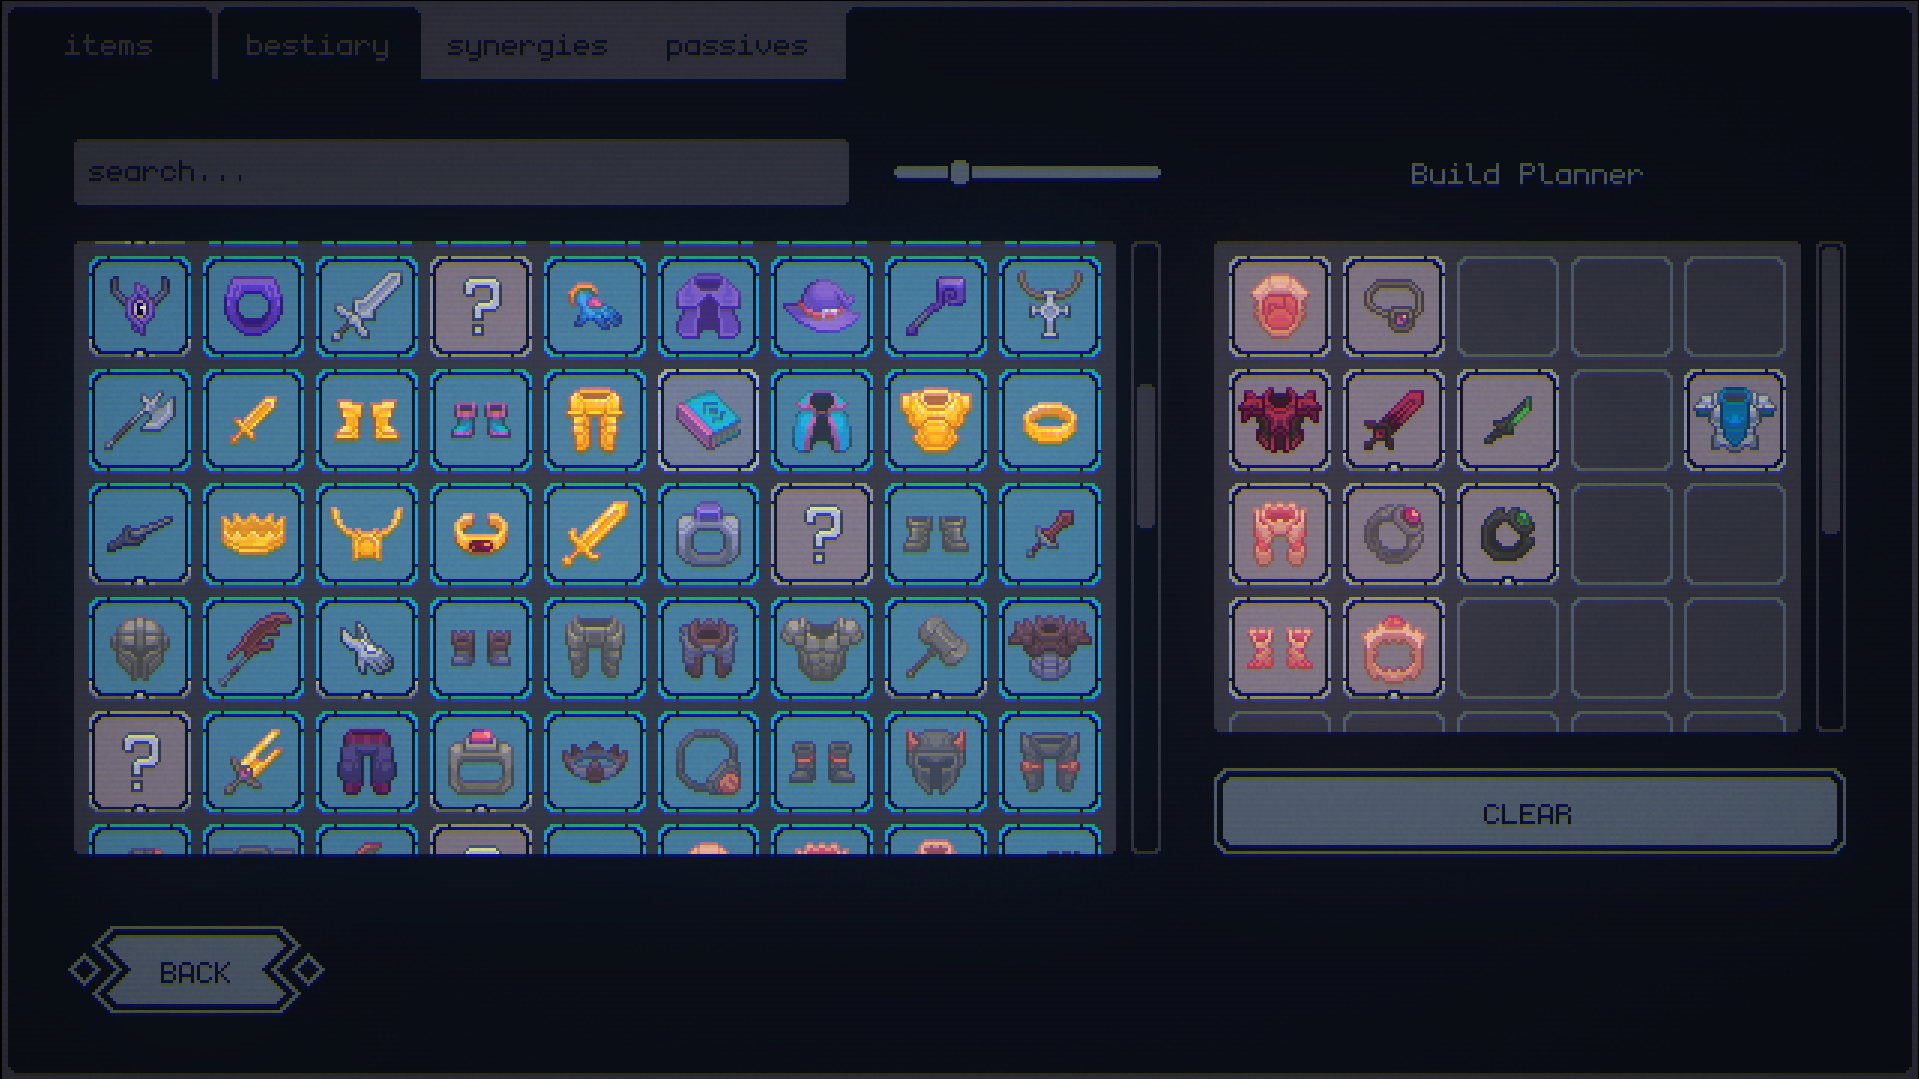 items bestiary synergies passives
search...
Build Planner
?
?
?
CLEAR
BACK